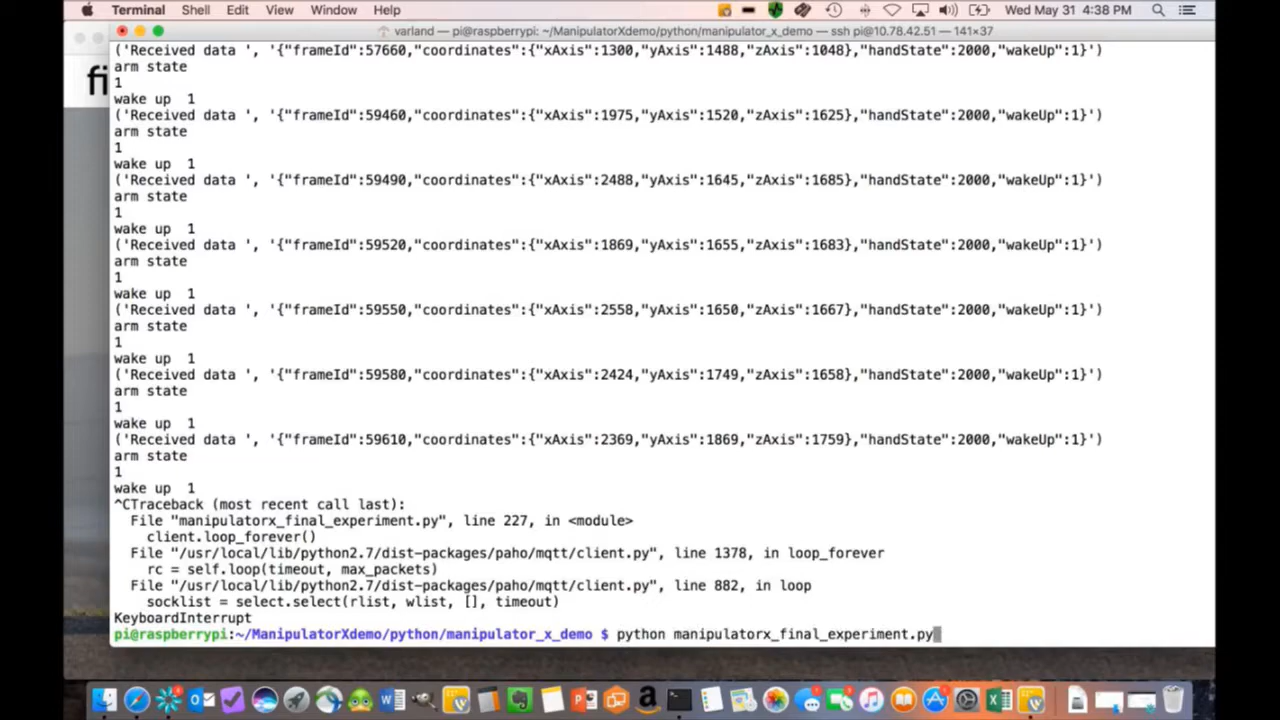 Terminal Shell Edit View Window Help Wed May 31 4:38 PM
varland — pi@raspberrypi: ~/ManipulatorXdemo/python/manipulator_x_demo — ssh pi@10.78.42.51 — 141×37
fi
('Received data ', '{"frameId":57660,"coordinates":{"xAxis":1300,"yAxis":1488,"zAxis":1048},"handState":2000,"wakeUp":1}')
arm state
1
wake up  1
('Received data ', '{"frameId":59460,"coordinates":{"xAxis":1975,"yAxis":1520,"zAxis":1625},"handState":2000,"wakeUp":1}')
arm state
1
wake up  1
('Received data ', '{"frameId":59490,"coordinates":{"xAxis":2488,"yAxis":1645,"zAxis":1685},"handState":2000,"wakeUp":1}')
arm state
1
wake up  1
('Received data ', '{"frameId":59520,"coordinates":{"xAxis":1869,"yAxis":1655,"zAxis":1683},"handState":2000,"wakeUp":1}')
arm state
1
wake up  1
('Received data ', '{"frameId":59550,"coordinates":{"xAxis":2558,"yAxis":1650,"zAxis":1667},"handState":2000,"wakeUp":1}')
arm state
1
wake up  1
('Received data ', '{"frameId":59580,"coordinates":{"xAxis":2424,"yAxis":1749,"zAxis":1658},"handState":2000,"wakeUp":1}')
arm state
1
wake up  1
('Received data ', '{"frameId":59610,"coordinates":{"xAxis":2369,"yAxis":1869,"zAxis":1759},"handState":2000,"wakeUp":1}')
arm state
1
wake up  1
^CTraceback (most recent call last):
  File "manipulatorx_final_experiment.py", line 227, in <module>
    client.loop_forever()
  File "/usr/local/lib/python2.7/dist-packages/paho/mqtt/client.py", line 1378, in loop_forever
    rc = self.loop(timeout, max_packets)
  File "/usr/local/lib/python2.7/dist-packages/paho/mqtt/client.py", line 882, in loop
    socklist = select.select(rlist, wlist, [], timeout)
KeyboardInterrupt
pi@raspberrypi:~/ManipulatorXdemo/python/manipulator_x_demo $ python manipulatorx_final_experiment.py